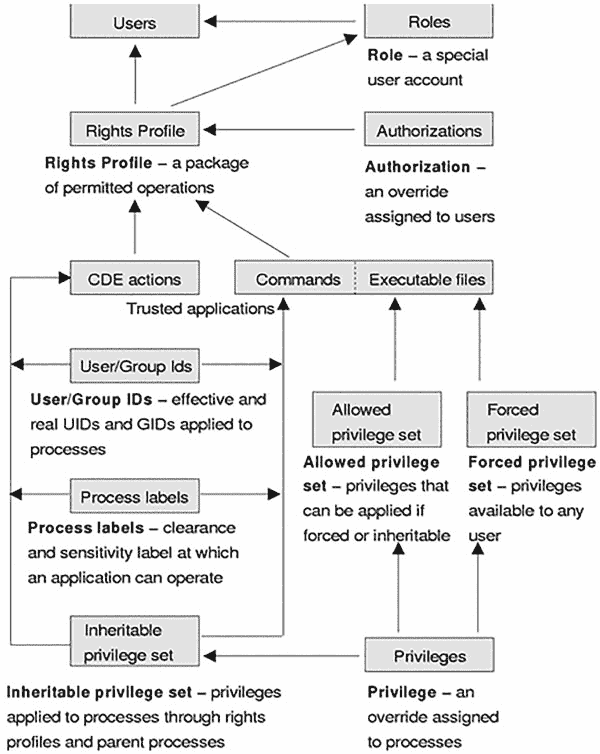 Users
Roles
Role – a special
user account
Rights Profile
Authorizations
Rights Profile – a package
of permitted operations
Authorization –
an override
assigned to users
CDE actions
Commands
Executable files
Trusted applications
User/Group Ids
User/Group IDs – effective and
real UIDs and GIDs applied to
processes
Allowed
privilege set
Forced
privilege set
Allowed privilege
set – privileges that
can be applied if
forced or inheritable
Forced privilege
set – privileges
available to any
user
Process labels
Process labels – clearance
and sensitivity label at which
an application can operate
Inheritable
privilege set
Privileges
Inheritable privilege set – privileges
applied to processes through rights
profiles and parent processes
Privilege – an
override assigned
to processes